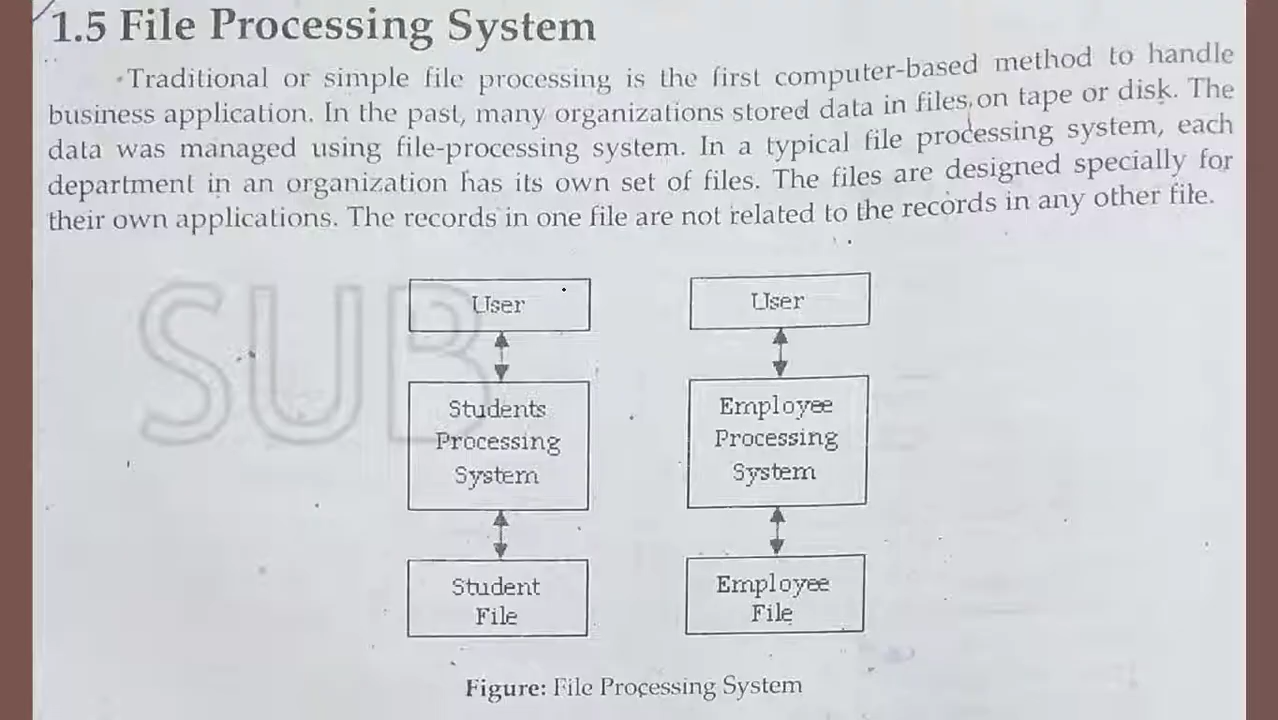 1.5 File Processing System
Traditional or simple file processing is the first computer-based method to handle
business application. In the past, many organizations stored data in files, on tape or disk. The
data was managed using file-processing system. In a typical file processing system, each
department in an organization has its own set of files. The files are designed specially for
their own applications. The records in one file are not related to the records in any other file.
SUB
User
User
Students
Processing
System
Employee
Processing
System
Student
File
Employee
File
Figure: File Processing System